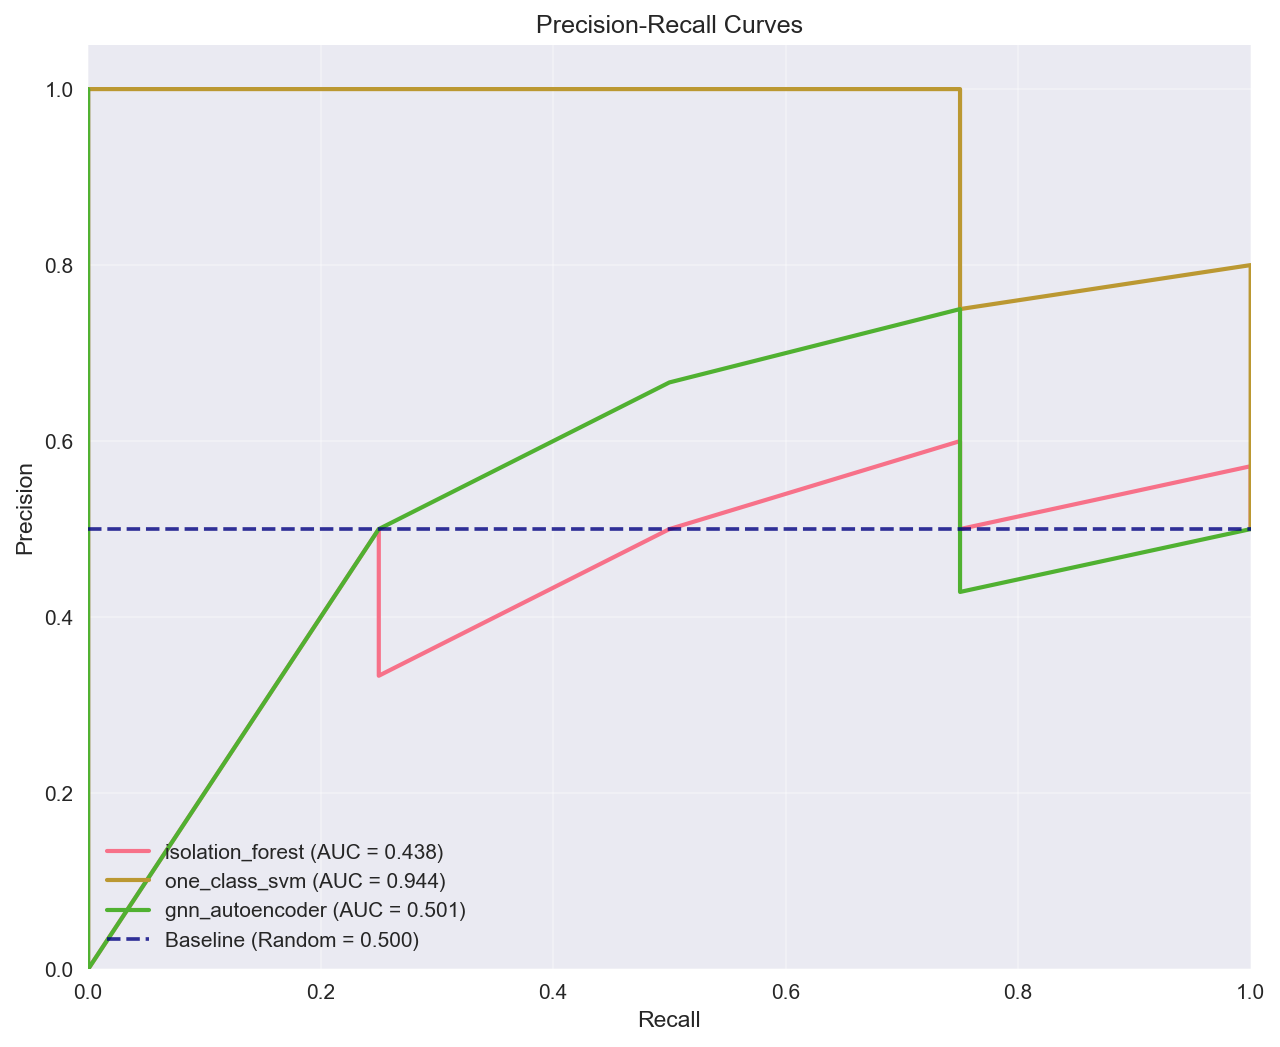 Precision-Recall Curves
Precision
1.0
0.8
0.6
0.4
0.2
0.0
isolation_forest (AUC = 0.438)
one_class_svm (AUC = 0.944)
gnn_autoencoder (AUC = 0.501)
Baseline (Random = 0.500)
0.0 0.2 0.4 0.6 0.8 1.0
Recall